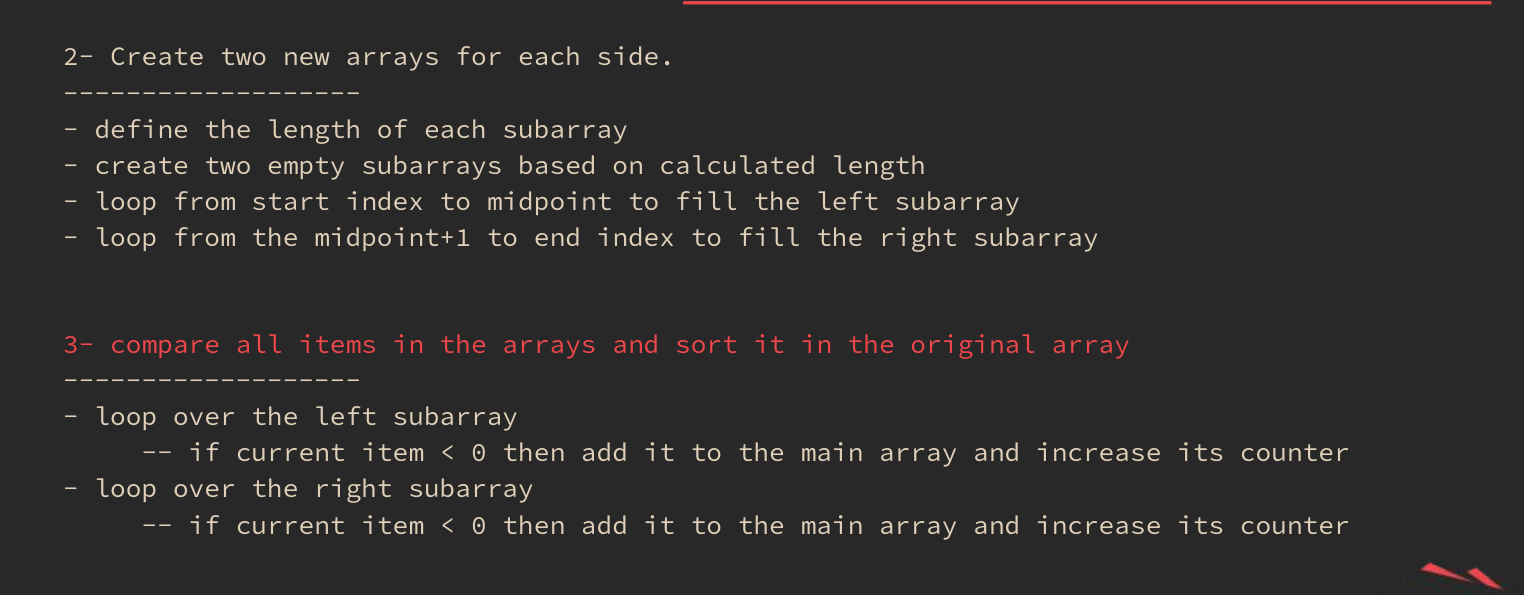 2- Create two new arrays for each side.
-------------------
- define the length of each subarray
- create two empty subarrays based on calculated length
- loop from start index to midpoint to fill the left subarray
- loop from the midpoint+1 to end index to fill the right subarray
3- compare all items in the arrays and sort it in the original array
-------------------
- loop over the left subarray
-- if current item < 0 then add it to the main array and increase its counter
- loop over the right subarray
-- if current item < 0 then add it to the main array and increase its counter